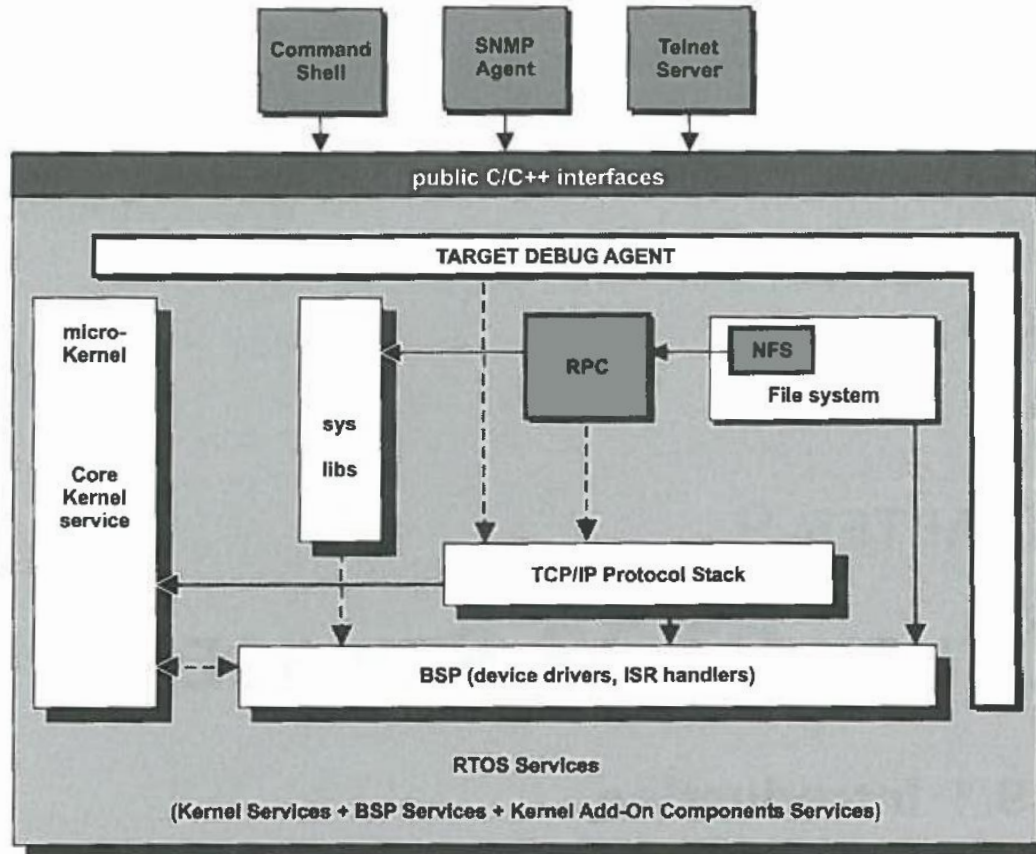 Command
Shell
SNMP
Agent
Telnet
Server
public C/C++ interfaces
TARGET DEBUG AGENT
micro-
Kernel
Core
Kernel
service
sys
libs
RPC
NFS
File system
TCP/IP Protocol Stack
BSP (device drivers, ISR handlers)
RTOS Services
(Kernel Services + BSP Services + Kernel Add-On Components Services)